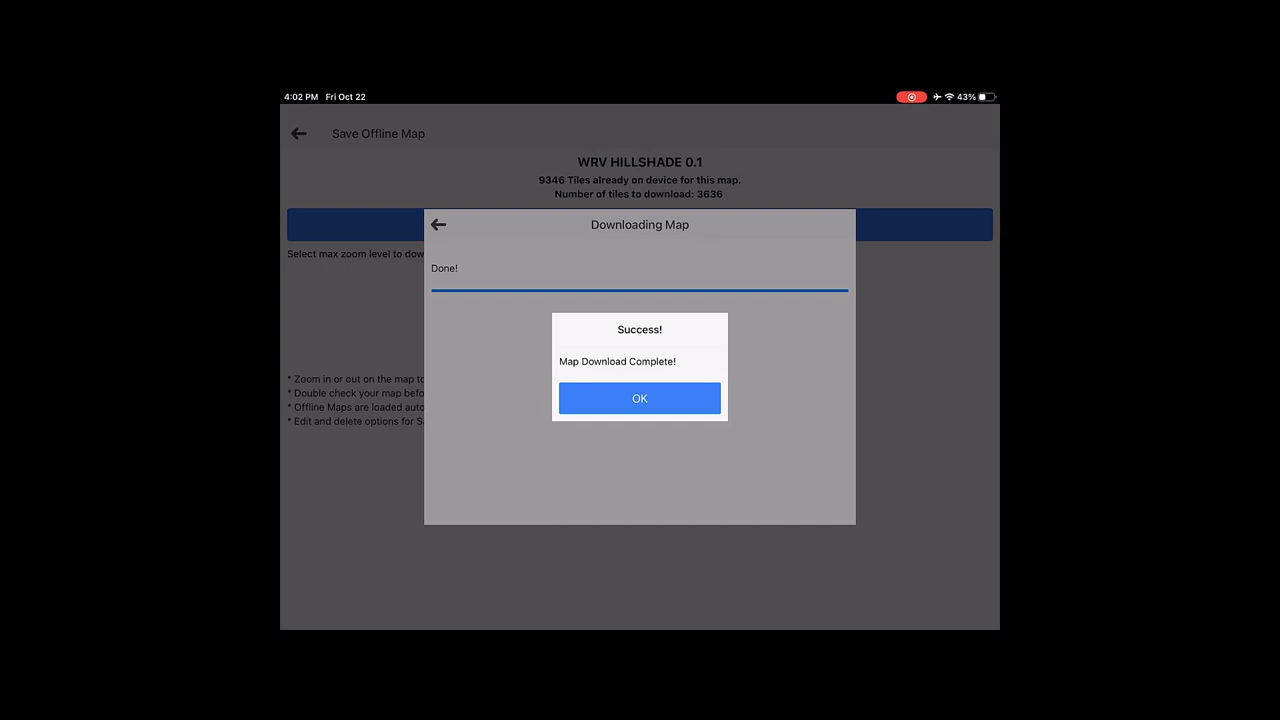 4:02 PM Fri Oct 22 43%
Save Offline Map
WRV HILLSHADE 0.1
9346 Tiles already on device for this map.
Number of tiles to download: 3636
Downloading Map
Select max zoom level to dow
Done!
Success!
Map Download Complete!
OK
* Zoom in or out on the map to
* Double check your map befo
* Offline Maps are loaded auto
* Edit and delete options for S